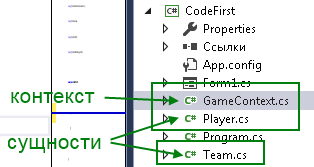 CodeFirst
Properties
Ссылки
App.config
Form1.cs
контекст
GameContext.cs
Player.cs
сущности
Program.cs
Team.cs